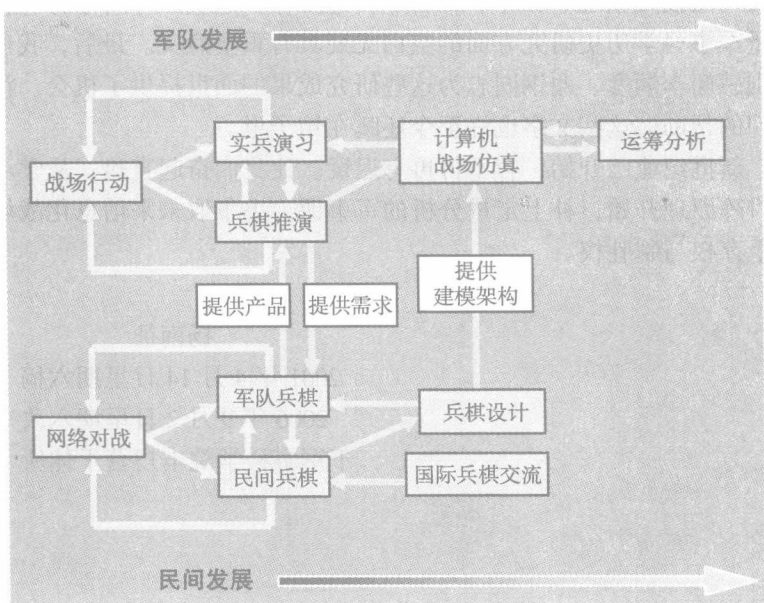 军队发展
实兵演习
计算机
战场仿真
运筹分析
战场行动
兵棋推演
提供产品
提供需求
提供
建模架构
军队兵棋
兵棋设计
网络对战
民间兵棋
国际兵棋交流
民间发展